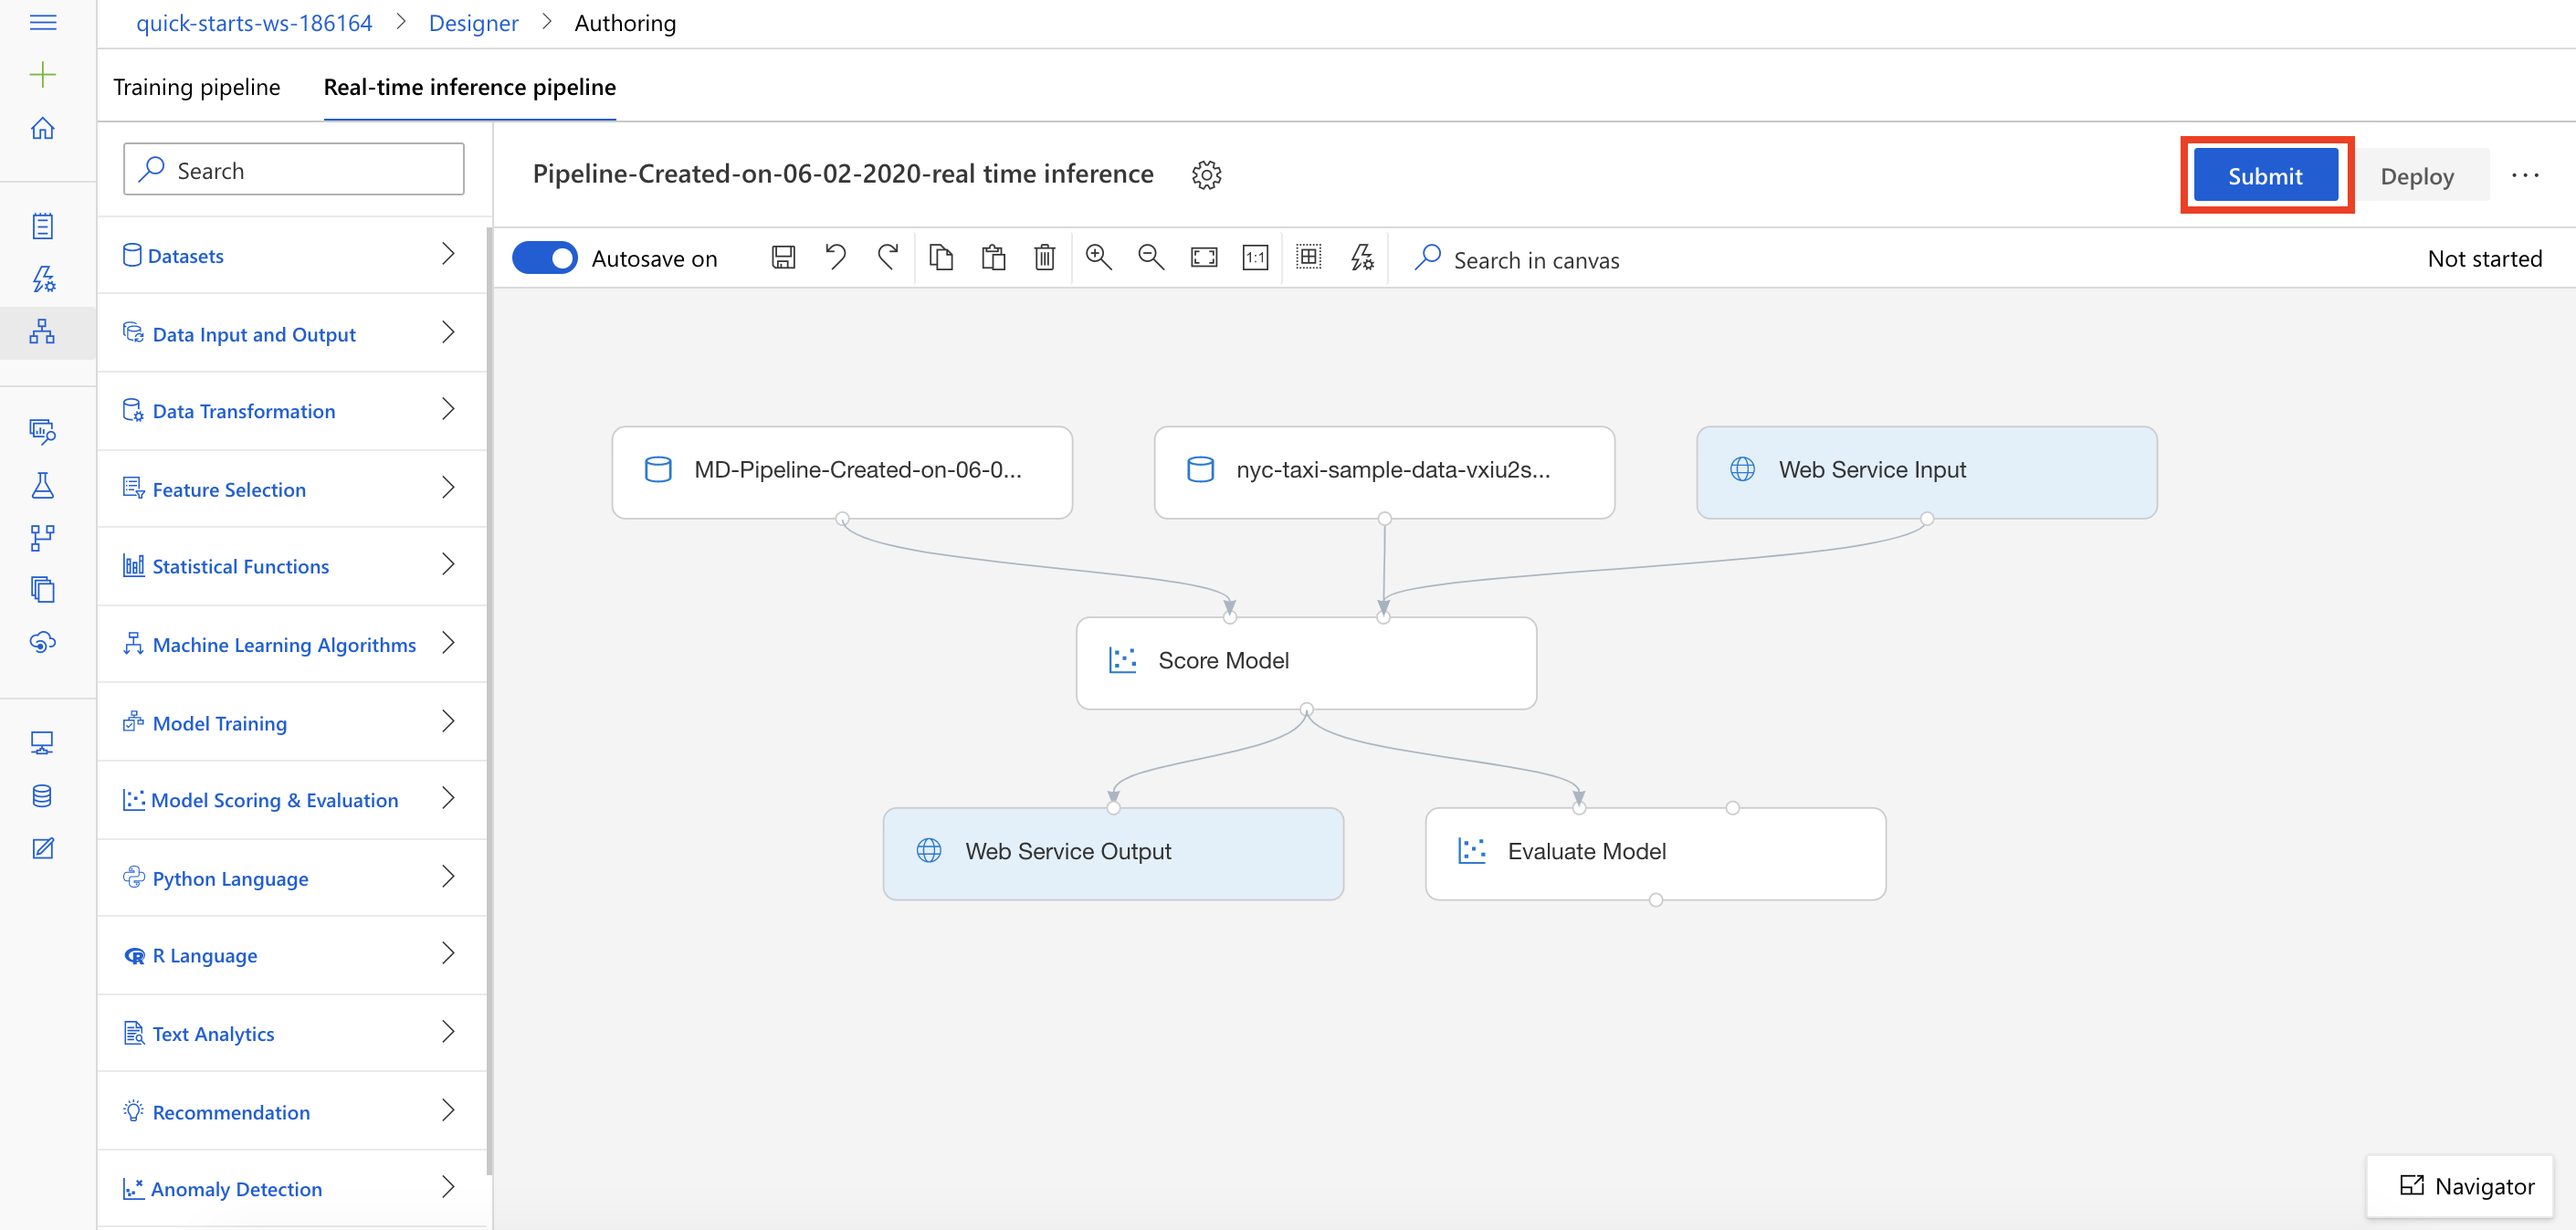 quick-starts-ws-186164 > Designer > Authoring
Training pipeline Real-time inference pipeline
Search
Pipeline-Created-on-06-02-2020-real time inference
Submit Deploy ...
Autosave on
1:1
Search in canvas
Not started
Datasets
Data Input and Output
Data Transformation
Feature Selection
Statistical Functions
Machine Learning Algorithms
Model Training
Model Scoring & Evaluation
Python Language
R Language
Text Analytics
Recommendation
Anomaly Detection
MD-Pipeline-Created-on-06-0...
nyc-taxi-sample-data-vxiu2s...
Web Service Input
Score Model
Web Service Output
Evaluate Model
Navigator